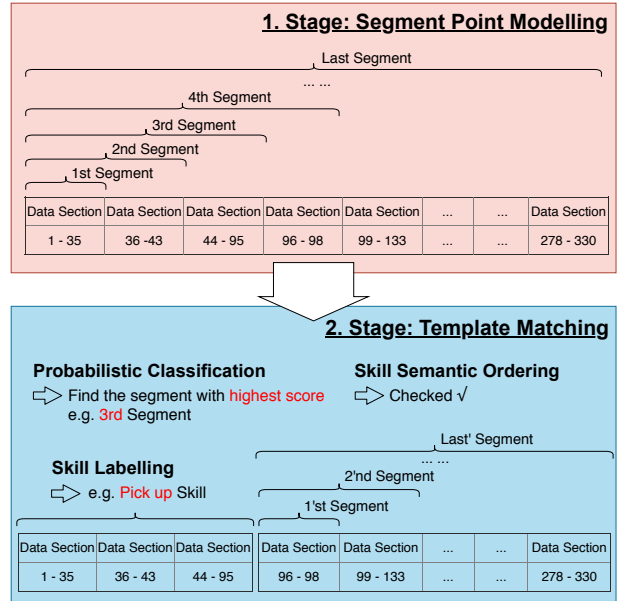 1. Stage: Segment Point Modelling
Last Segment
... ...
4th Segment
3rd Segment
2nd Segment
1st Segment
Data Section Data Section Data Section Data Section Data Section ... ... Data Section
1 - 35 36 -43 44 - 95 96 - 98 99 - 133 ... ... 278 - 330
2. Stage: Template Matching
Probabilistic Classification
Find the segment with highest score
e.g. 3rd Segment
Skill Semantic Ordering
Checked √
Last' Segment
... ...
2'nd Segment
1'st Segment
Skill Labelling
e.g. Pick up Skill
Data Section Data Section Data Section Data Section Data Section ... ... Data Section
1 - 35 36 - 43 44 - 95 96 - 98 99 - 133 ... ... 278 - 330